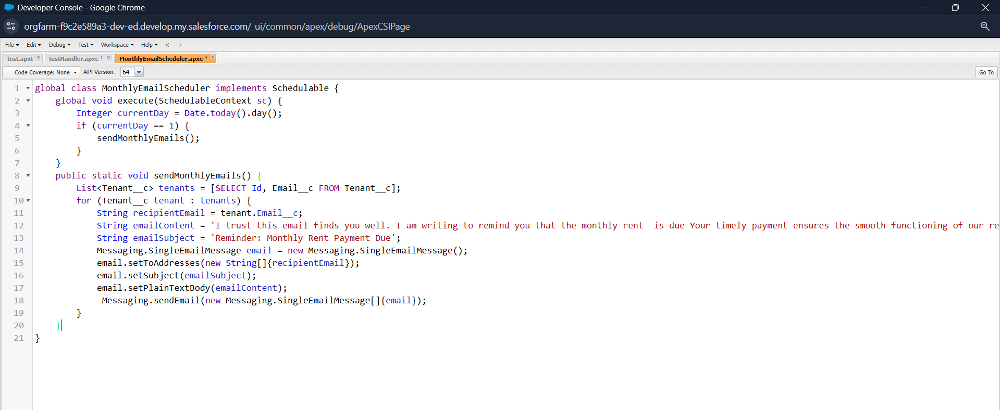 Developer Console - Google Chrome
orgfarm-f9c2e589a3-dev-ed.develop.my.salesforce.com/_ui/common/apex/debug/ApexCSIPage
File Edit Debug Test Workspace Help < >
test.apxt testHandler.apxc * MonthlyEmailScheduler.apxc *
Code Coverage: None API Version: 64 Go To
1 global class MonthlyEmailScheduler implements Schedulable {
2 global void execute(SchedulableContext sc) {
3 Integer currentDay = Date.today().day();
4 if (currentDay == 1) {
5 sendMonthlyEmails();
6 }
7 }
8 public static void sendMonthlyEmails() {
9 List<Tenant__c> tenants = [SELECT Id, Email__c FROM Tenant__c];
10 for (Tenant__c tenant : tenants) {
11 String recipientEmail = tenant.Email__c;
12 String emailContent = 'I trust this email finds you well. I am writing to remind you that the monthly rent  is due Your timely payment ensures the smooth functioning of our re
13 String emailSubject = 'Reminder: Monthly Rent Payment Due';
14 Messaging.SingleEmailMessage email = new Messaging.SingleEmailMessage();
15 email.setToAddresses(new String[]{recipientEmail});
16 email.setSubject(emailSubject);
17 email.setPlainTextBody(emailContent);
18 Messaging.sendEmail(new Messaging.SingleEmailMessage[]{email});
19 }
20 }
21 }